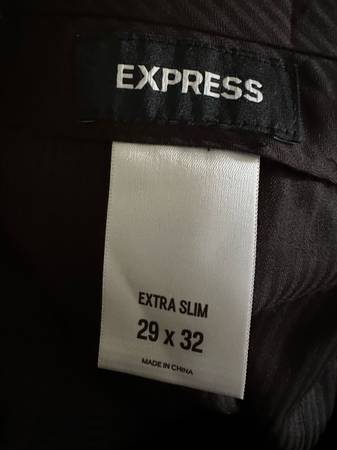 EXPRESS
EXTRA SLIM
29 x 32
MADE IN CHINA